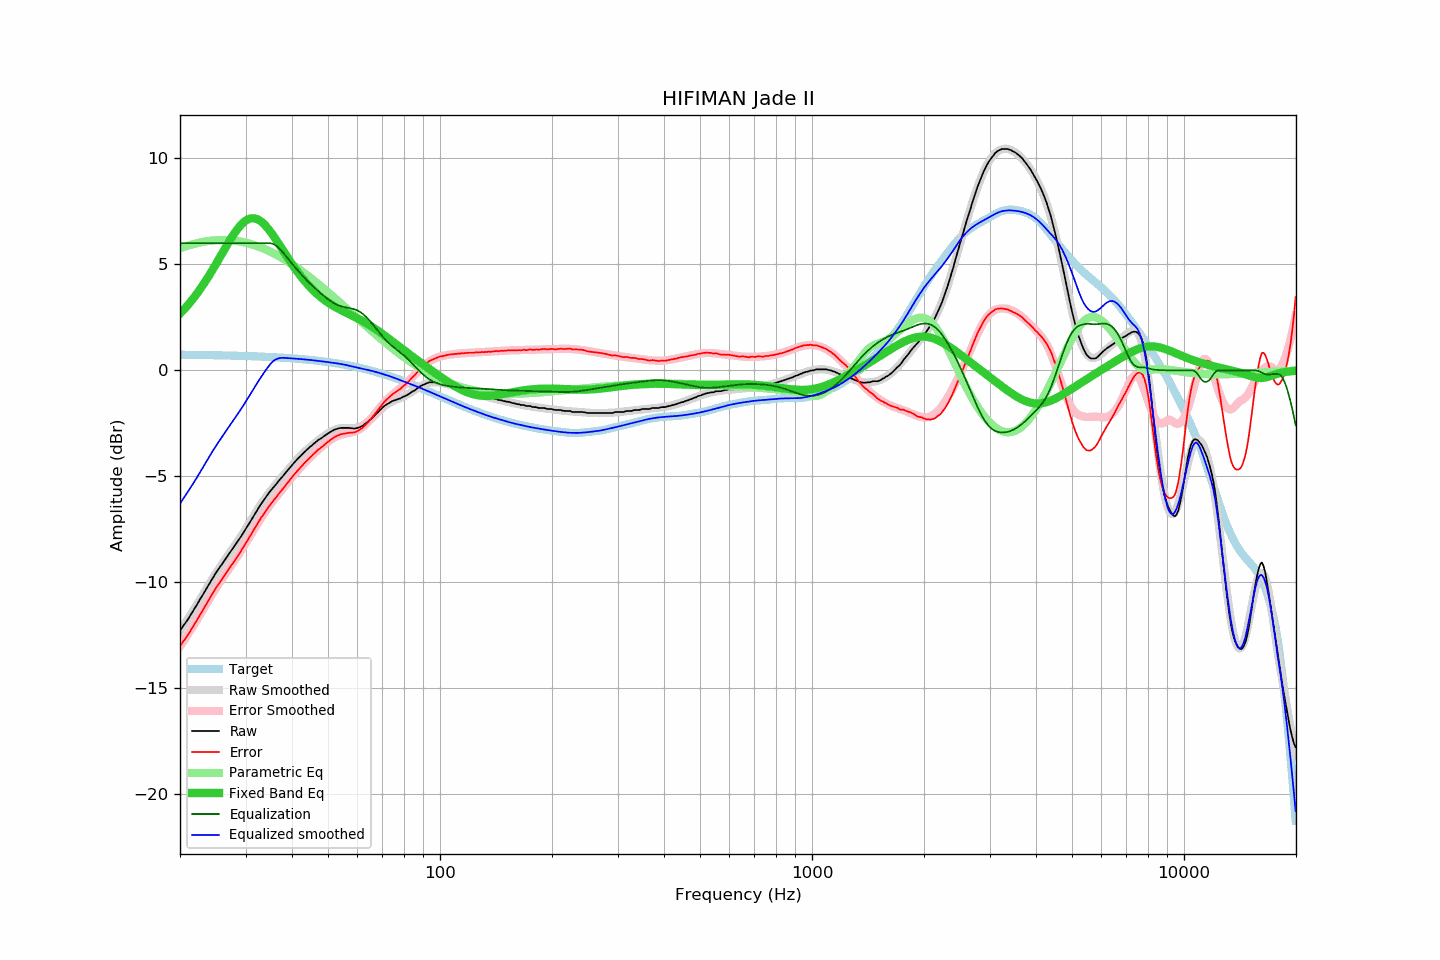 HIFIMAN Jade II
10
5
0
−5
−10
−15
−20
Amplitude (dBr)
Target
Raw Smoothed
Error Smoothed
Raw
Error
Parametric Eq
Fixed Band Eq
Equalization
Equalized smoothed
100
1000
10000
Frequency (Hz)